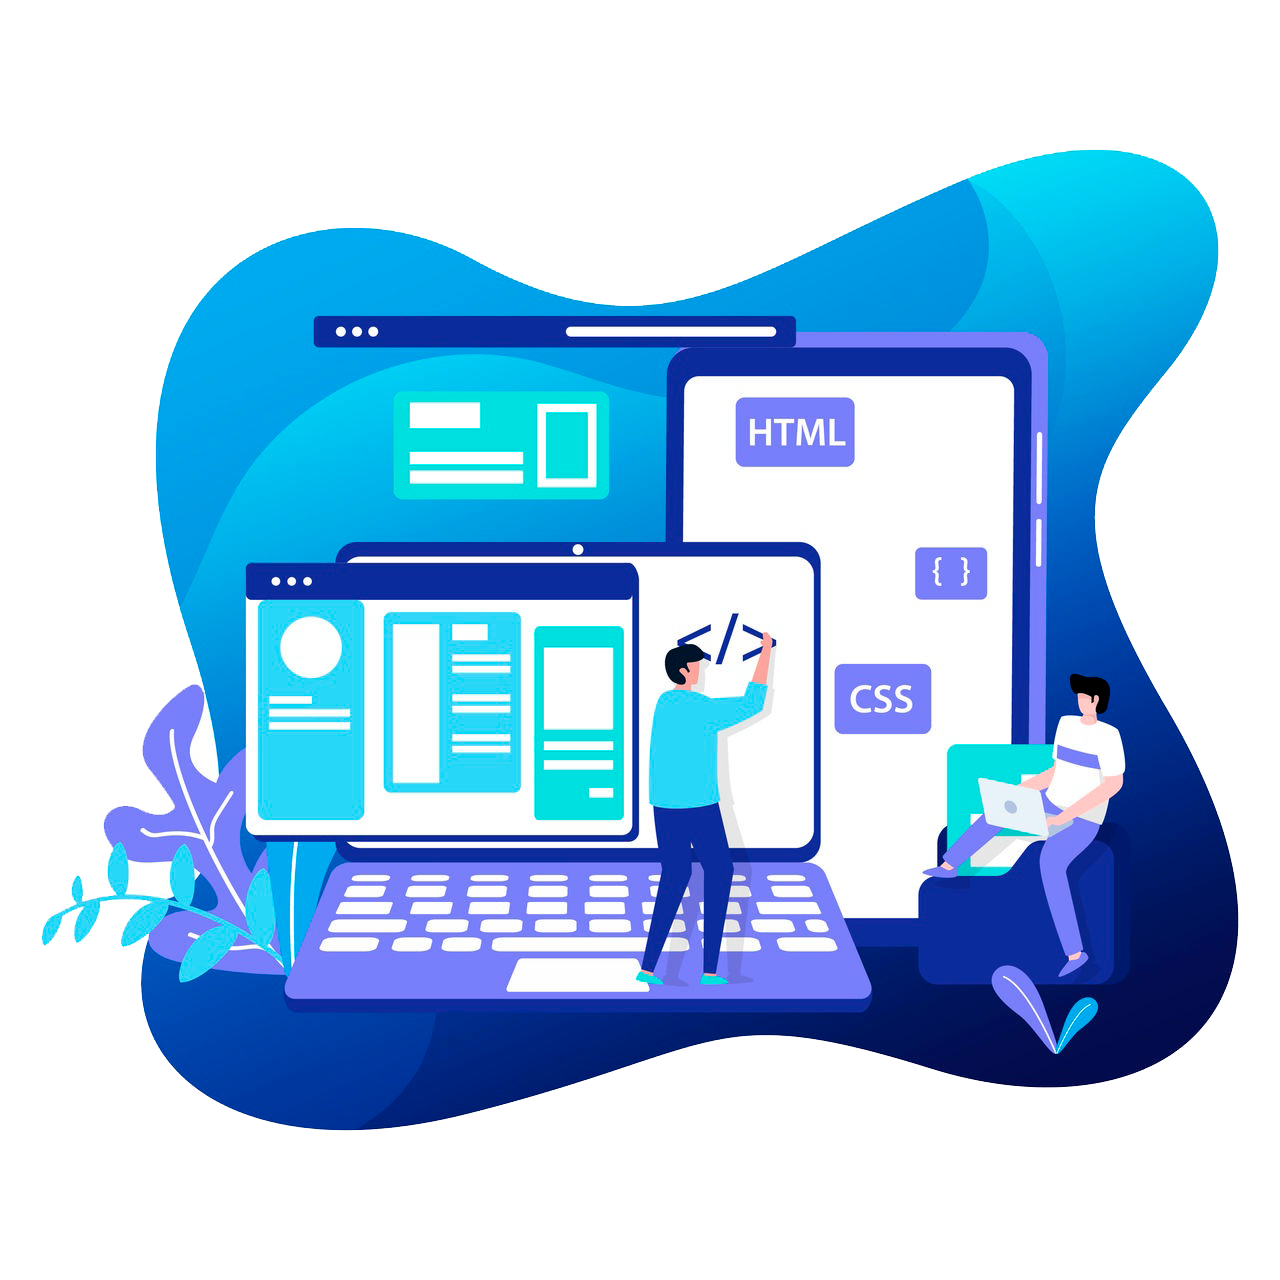 HTML
{ }
</>
CSS